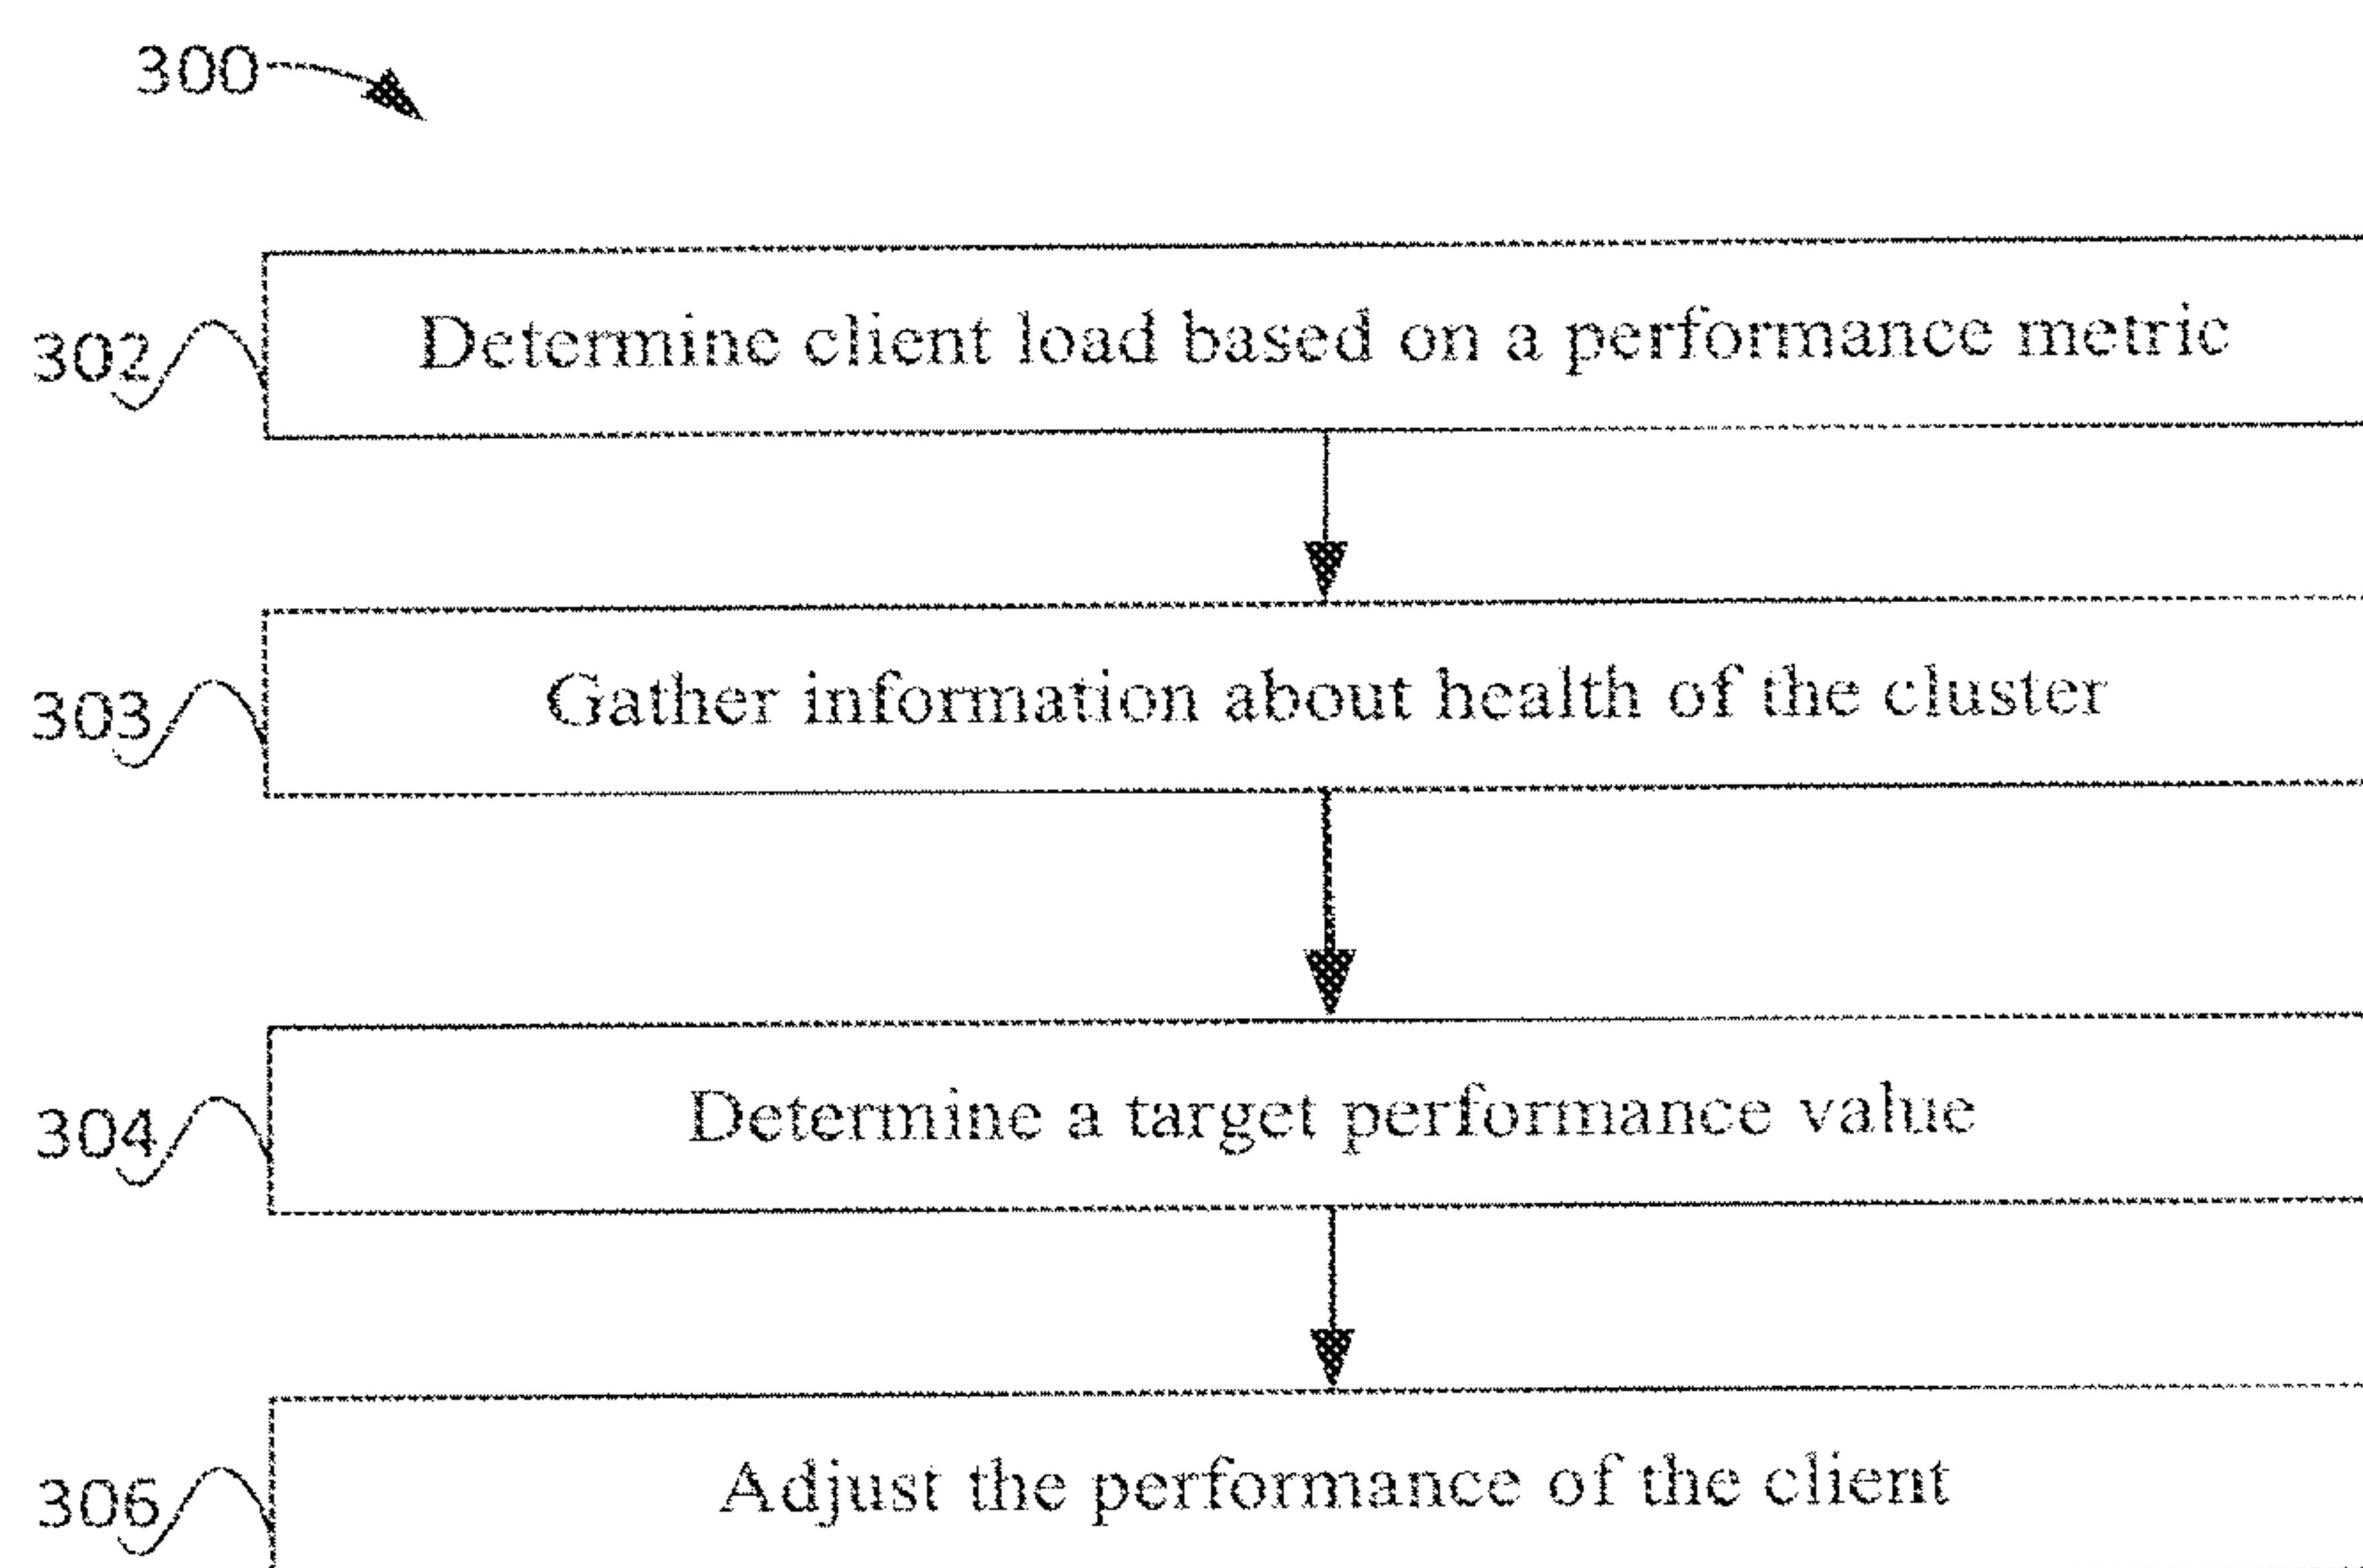 300
302 Determine client load based on a performance metric
303 Gather information about health of the cluster
304 Determine a target performance value
306 Adjust the performance of the client